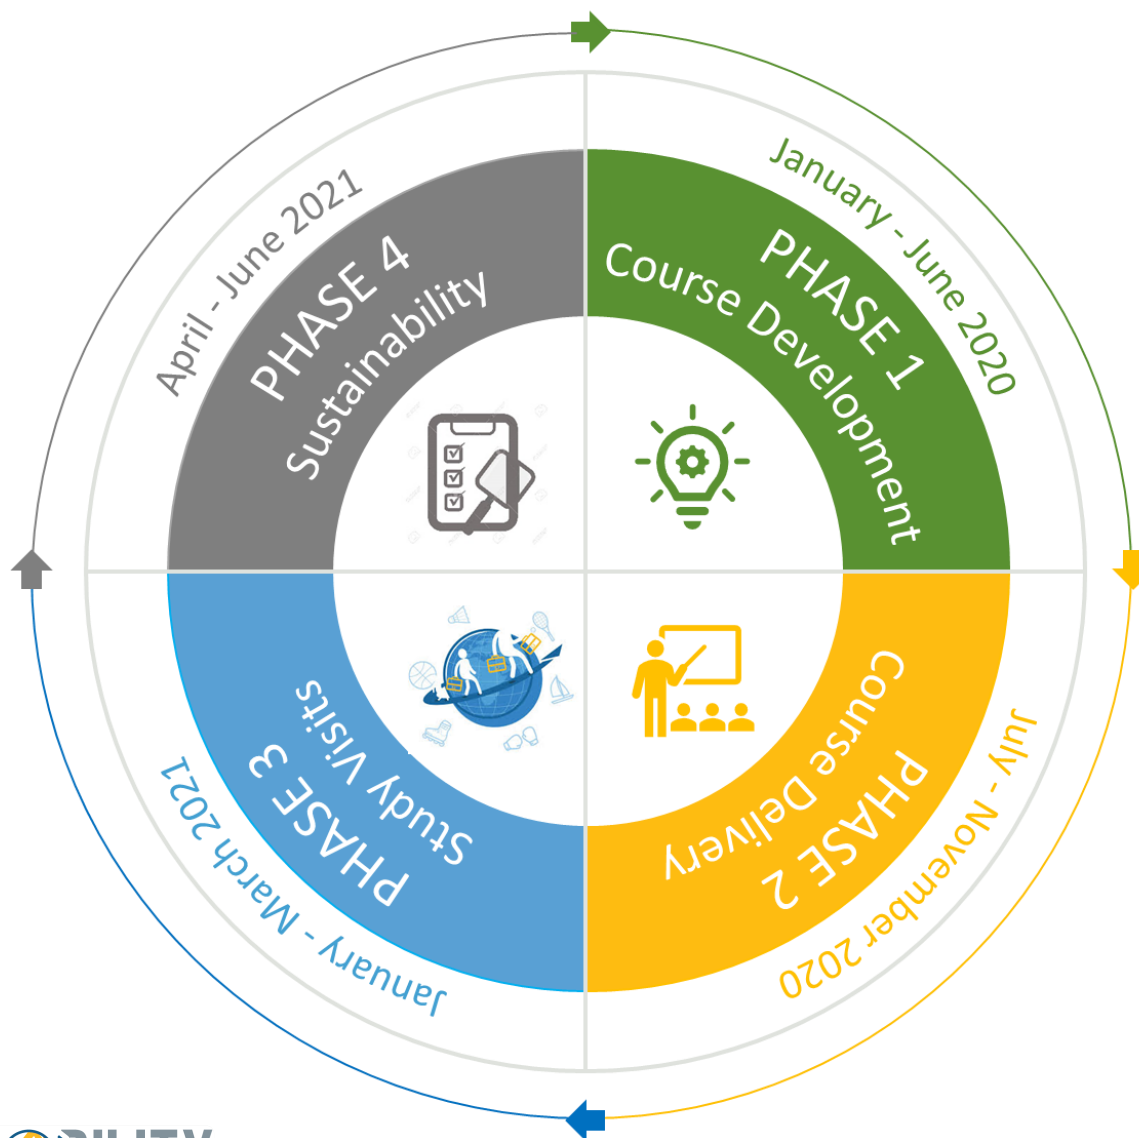 January - June 2020
PHASE 1
Course Development
July - November 2020
PHASE 2
Course Delivery
January - March 2021
PHASE 3
Study Visits
April - June 2021
PHASE 4
Sustainability